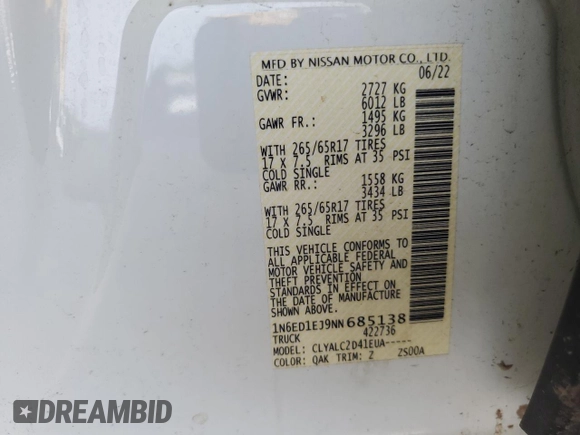 MFD BY NISSAN MOTOR CO., LTD.
DATE: 06/22
GVWR: 2727 KG
6012 LB
GAWR FR.: 1495 KG
3296 LB
WITH 265/65R17 TIRES
17 X 7.5 RIMS AT 35 PSI
COLD SINGLE
GAWR RR.: 1558 KG
3434 LB
WITH 265/65R17 TIRES
17 X 7.5 RIMS AT 35 PSI
COLD SINGLE
THIS VEHICLE CONFORMS TO
ALL APPLICABLE FEDERAL
MOTOR VEHICLE SAFETY AND
THEFT PREVENTION
STANDARDS IN EFFECT ON
THE DATE OF MANUFACTURE
SHOWN ABOVE.
1N6ED1EJ9NN685138
TRUCK 422736
MODEL: CLYALC2D41EUA-----
COLOR: QAK TRIM: Z ZS00A
DREAMBID